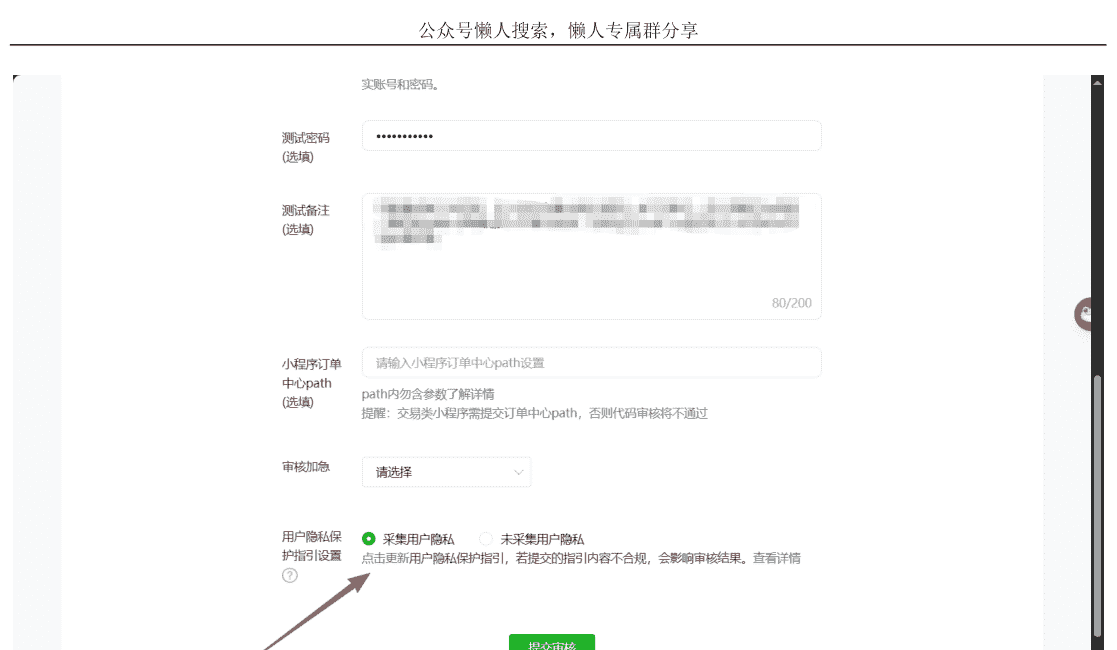 公众号懒人搜索，懒人专属群分享
实账号和密码。
测试密码
(选填)
•••••••••••
测试备注
(选填)
80/200
小程序订单
中心path
(选填)
请输入小程序订单中心path设置
path内勿含参数了解详情
提醒：交易类小程序需提交订单中心path，否则代码审核将不通过
审核加急
请选择
用户隐私保
护指引设置
?
采集用户隐私 未采集用户隐私
点击更新用户隐私保护指引，若提交的指引内容不合规，会影响审核结果。查看详情
提交审核